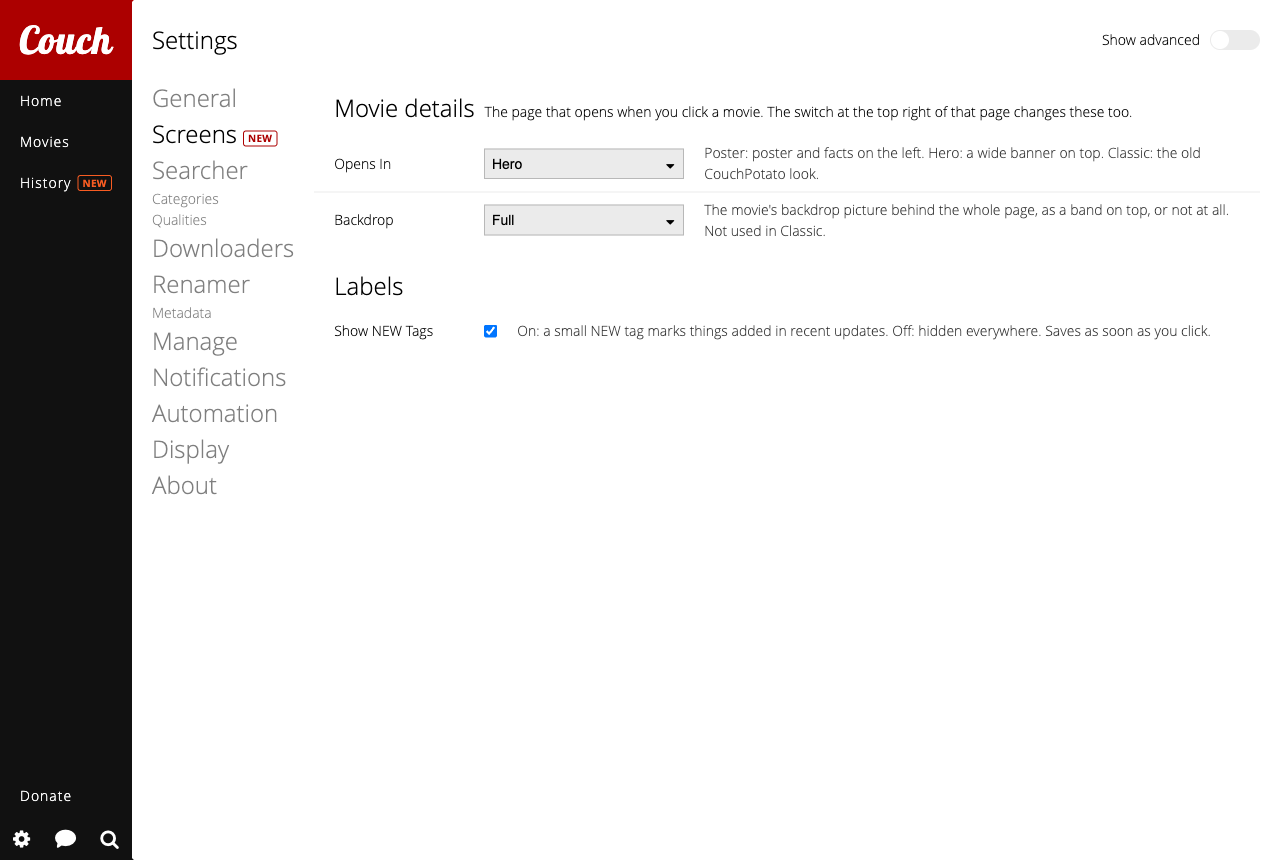 Couch
Home
Movies
History NEW
Donate
Settings
Show advanced
General
Screens NEW
Searcher
Categories
Qualities
Downloaders
Renamer
Metadata
Manage
Notifications
Automation
Display
About
Movie details The page that opens when you click a movie. The switch at the top right of that page changes these too.
Opens In
Hero
Poster: poster and facts on the left. Hero: a wide banner on top. Classic: the old
CouchPotato look.
Backdrop
Full
The movie's backdrop picture behind the whole page, as a band on top, or not at all.
Not used in Classic.
Labels
Show NEW Tags
On: a small NEW tag marks things added in recent updates. Off: hidden everywhere. Saves as soon as you click.